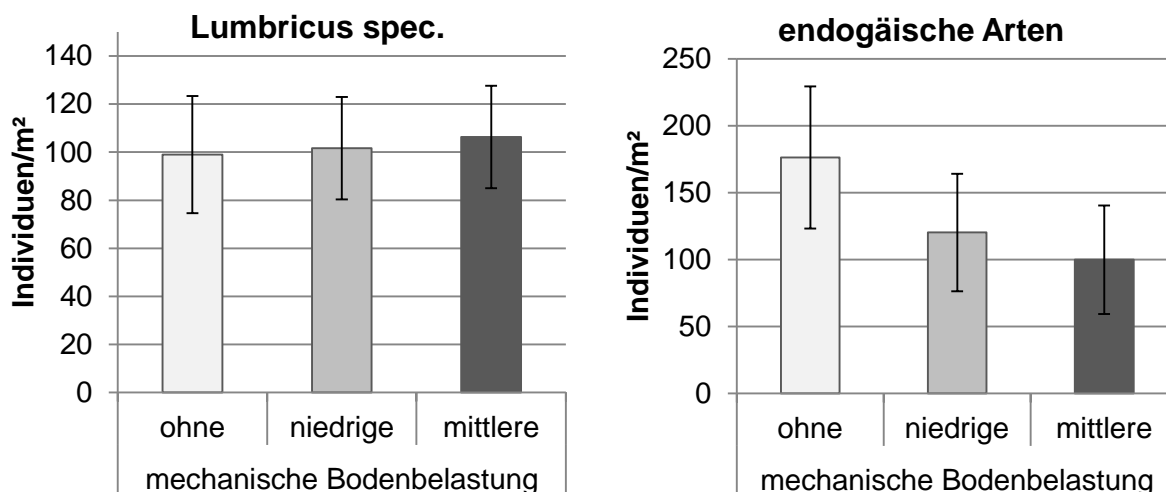 Lumbricus spec.
Individuen/m²
140
120
100
80
60
40
20
0
ohne niedrige mittlere
mechanische Bodenbelastung
endogäische Arten
Individuen/m²
250
200
150
100
50
0
ohne niedrige mittlere
mechanische Bodenbelastung